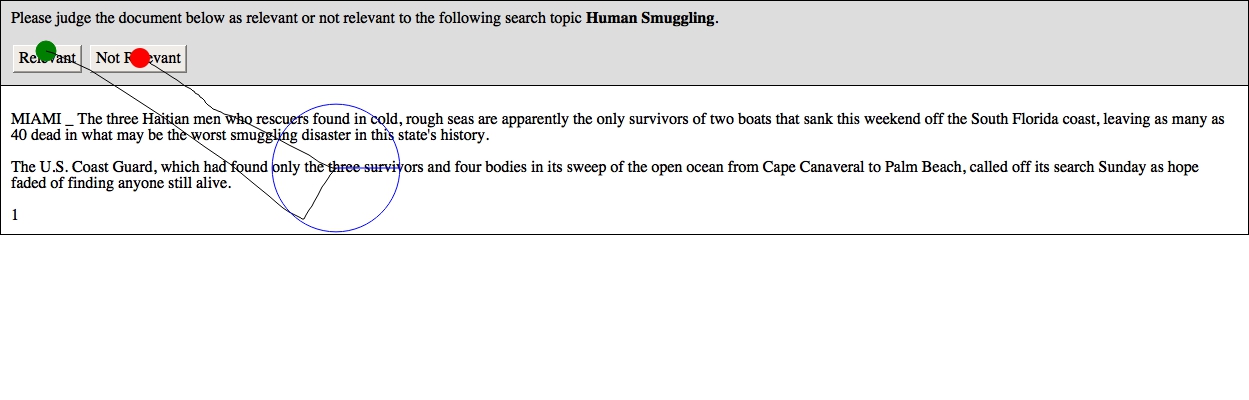 Please judge the document below as relevant or not relevant to the following search topic Human Smuggling.
Relevant Not Relevant
MIAMI _ The three Haitian men who rescuers found in cold, rough seas are apparently the only survivors of two boats that sank this weekend off the South Florida coast, leaving as many as
40 dead in what may be the worst smuggling disaster in this state's history.
The U.S. Coast Guard, which had found only the three survivors and four bodies in its sweep of the open ocean from Cape Canaveral to Palm Beach, called off its search Sunday as hope
faded of finding anyone still alive.
1